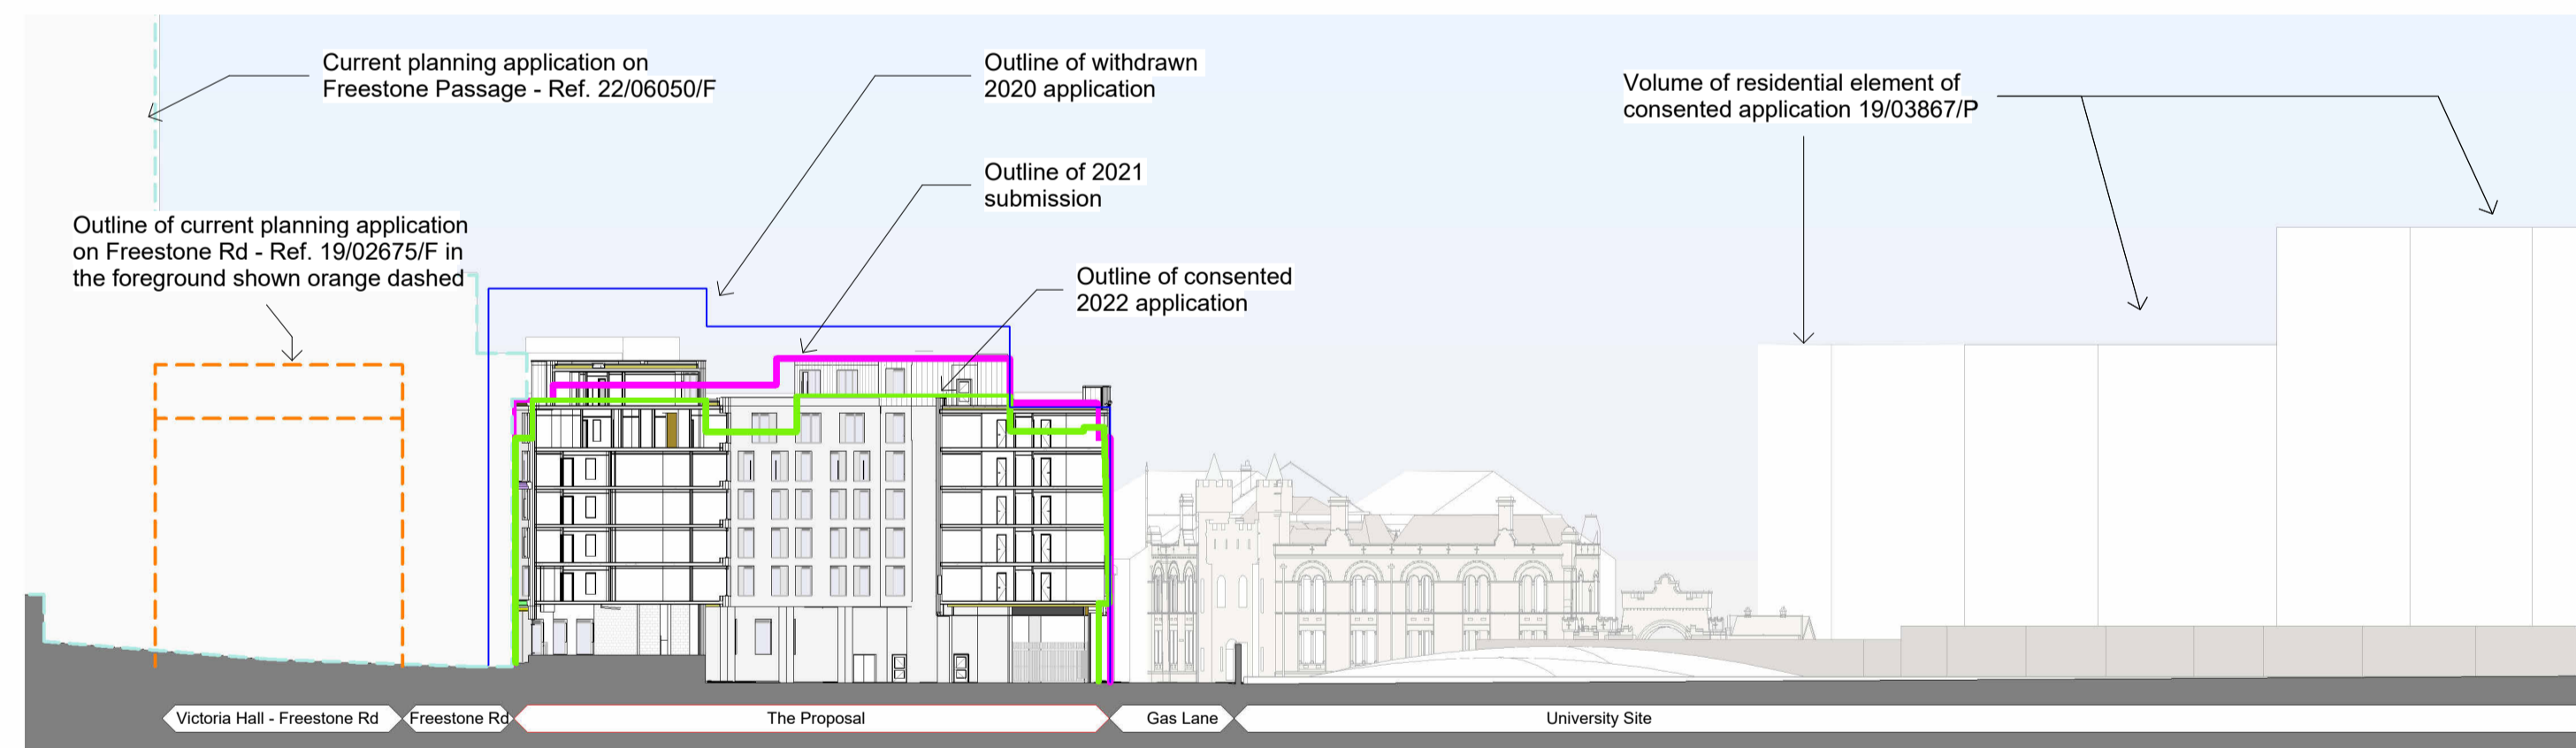 Current planning application on
Freestone Passage - Ref. 22/06050/F
Outline of withdrawn
2020 application
Volume of residential element of
consented application 19/03867/P
Outline of 2021
submission
Outline of current planning application
on Freestone Rd - Ref. 19/02675/F in
the foreground shown orange dashed
Outline of consented
2022 application
Victoria Hall - Freestone Rd
Freestone Rd
The Proposal
Gas Lane
University Site